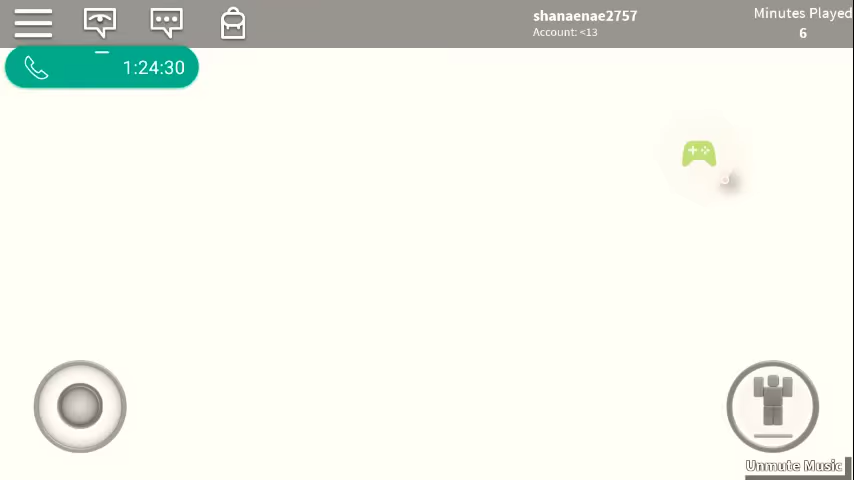 shanaenae2757
Account: <13
Minutes Played
6
1:24:30
Unmute Music